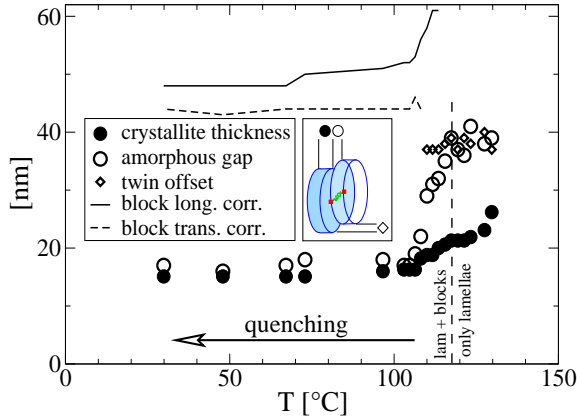 60
40
20
0
[nm]
crystallite thickness
amorphous gap
twin offset
block long. corr.
block trans. corr.
quenching
lam + blocks
only lamellae
0 50 100 150
T [°C]